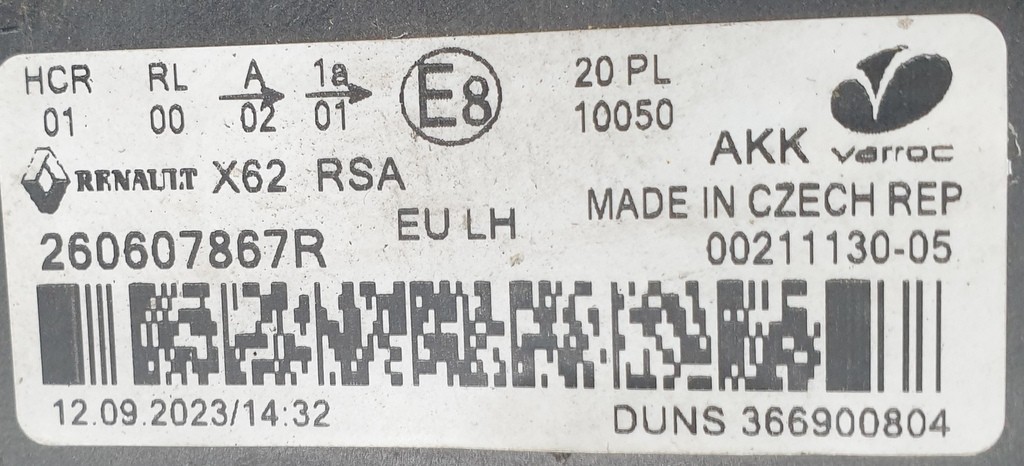 HCR RL A 1a E8 20 PL
01 00 02 01 10050
AKK varroc
RENAULT X62 RSA
MADE IN CZECH REP
EU LH
260607867R 00211130-05
12.09.2023/14:32 DUNS 366900804